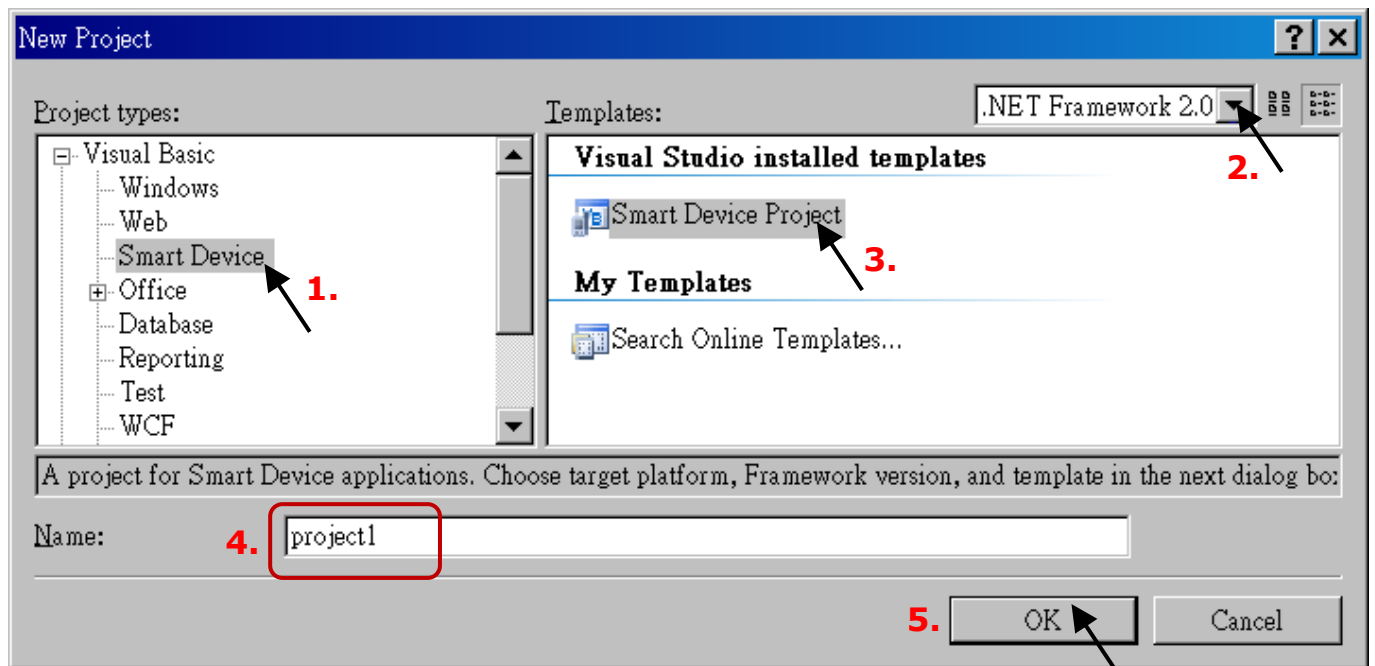 New Project
Project types:
Templates:
.NET Framework 2.0
Visual Basic
Windows
Web
Smart Device
Office
Database
Reporting
Test
WCF
1.
2.
Visual Studio installed templates
Smart Device Project
3.
My Templates
Search Online Templates...
A project for Smart Device applications. Choose target platform, Framework version, and template in the next dialog bo
Name:
4.
project1
5.
OK
Cancel